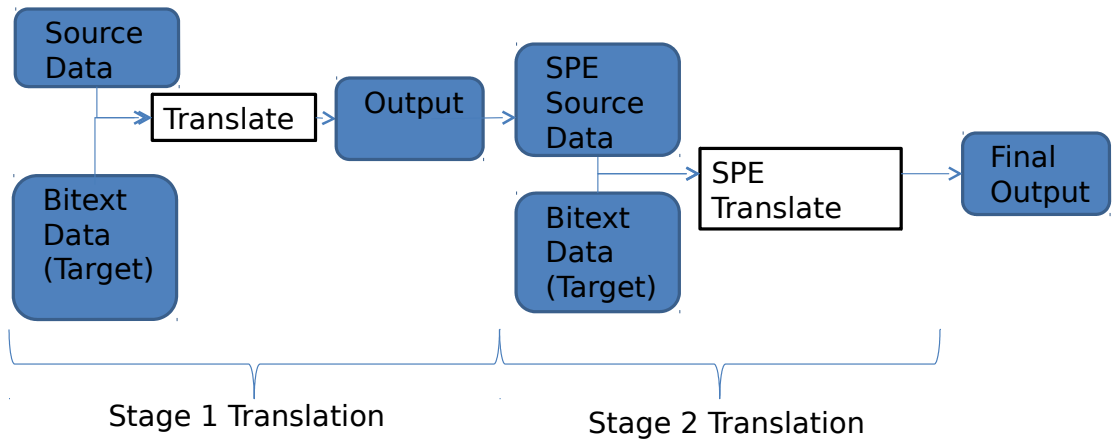 Source
Data
Translate
Output
Bitext
Data
(Target)
SPE
Source
Data
Bitext
Data
(Target)
SPE
Translate
Final
Output
Stage 1 Translation
Stage 2 Translation